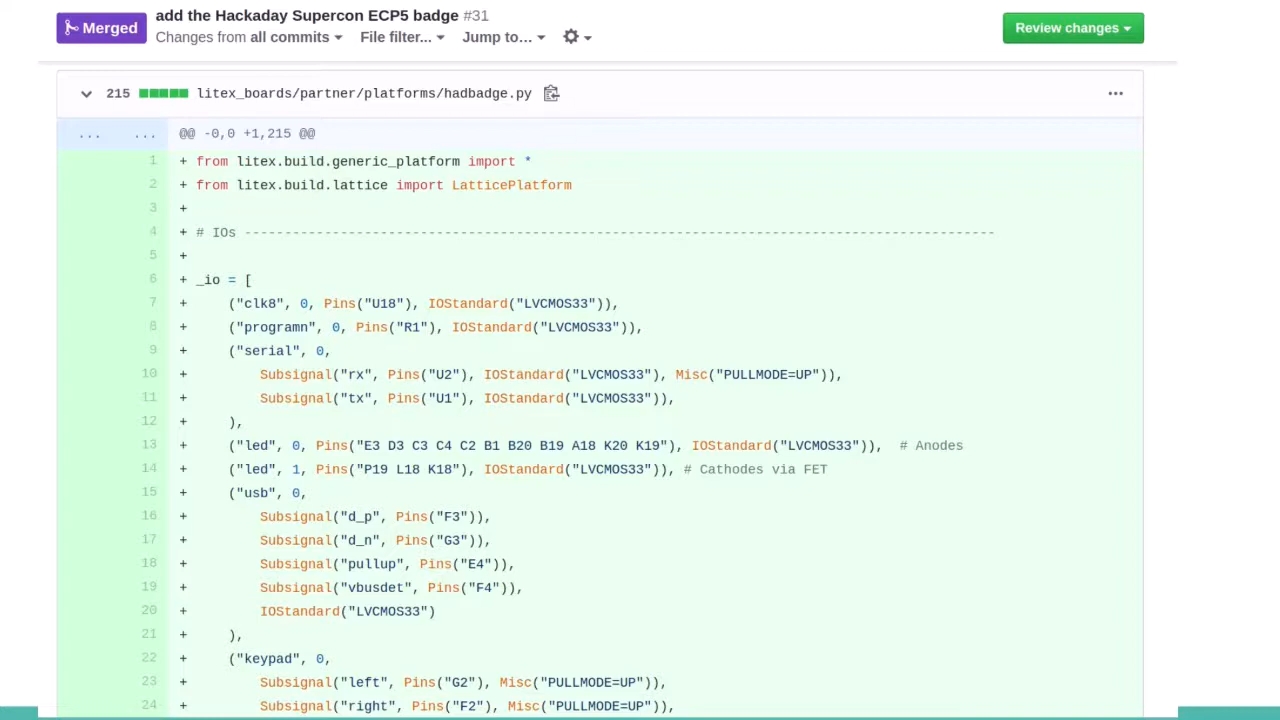 Merged
add the Hackaday Supercon ECP5 badge #31
Changes from all commits File filter... Jump to...
Review changes
215 litex_boards/partner/platforms/hadbadge.py ...
... ... @@ -0,0 +1,215 @@
1 + from litex.build.generic_platform import *
2 + from litex.build.lattice import LatticePlatform
3 +
4 + # IOs ----------------------------------------------------------------------------------------------
5 +
6 + _io = [
7 + ("clk8", 0, Pins("U18"), IOStandard("LVCMOS33")),
8 + ("programn", 0, Pins("R1"), IOStandard("LVCMOS33")),
9 + ("serial", 0,
10 + Subsignal("rx", Pins("U2"), IOStandard("LVCMOS33"), Misc("PULLMODE=UP")),
11 + Subsignal("tx", Pins("U1"), IOStandard("LVCMOS33")),
12 + ),
13 + ("led", 0, Pins("E3 D3 C3 C4 C2 B1 B20 B19 A18 K20 K19"), IOStandard("LVCMOS33")), # Anodes
14 + ("led", 1, Pins("P19 L18 K18"), IOStandard("LVCMOS33")), # Cathodes via FET
15 + ("usb", 0,
16 + Subsignal("d_p", Pins("F3")),
17 + Subsignal("d_n", Pins("G3")),
18 + Subsignal("pullup", Pins("E4")),
19 + Subsignal("vbusdet", Pins("F4")),
20 + IOStandard("LVCMOS33")
21 + ),
22 + ("keypad", 0,
23 + Subsignal("left", Pins("G2"), Misc("PULLMODE=UP")),
24 + Subsignal("right", Pins("F2"), Misc("PULLMODE=UP")),